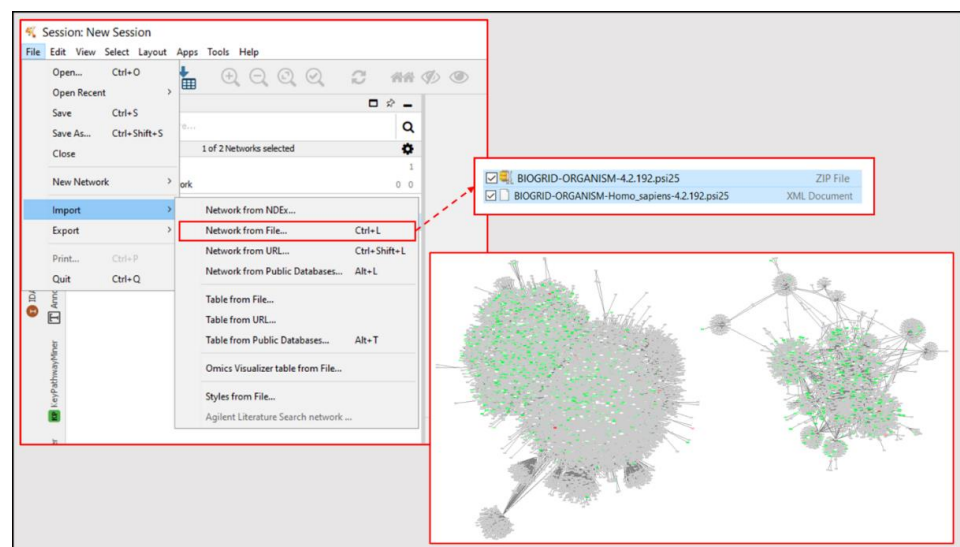 Session: New Session
File Edit View Select Layout Apps Tools Help
Open... Ctrl+O
Open Recent >
Save Ctrl+S
Save As... Ctrl+Shift+S
Close
1 of 2 Networks selected
1
New Network >
ork 0 0
Import >
Export >
Print... Ctrl+P
Quit Ctrl+Q
Network from NDEx...
Network from File... Ctrl+L
Network from URL... Ctrl+Shift+L
Network from Public Databases... Alt+L
Table from File...
Table from URL...
Table from Public Databases... Alt+T
Omics Visualizer table from File...
Styles from File...
Agilent Literature Search network ...
KeyPathwayMiner
BIOGRID-ORGANISM-4.2.192.psi25 ZIP File
BIOGRID-ORGANISM-Homo_sapiens-4.2.192.psi25 XML Document